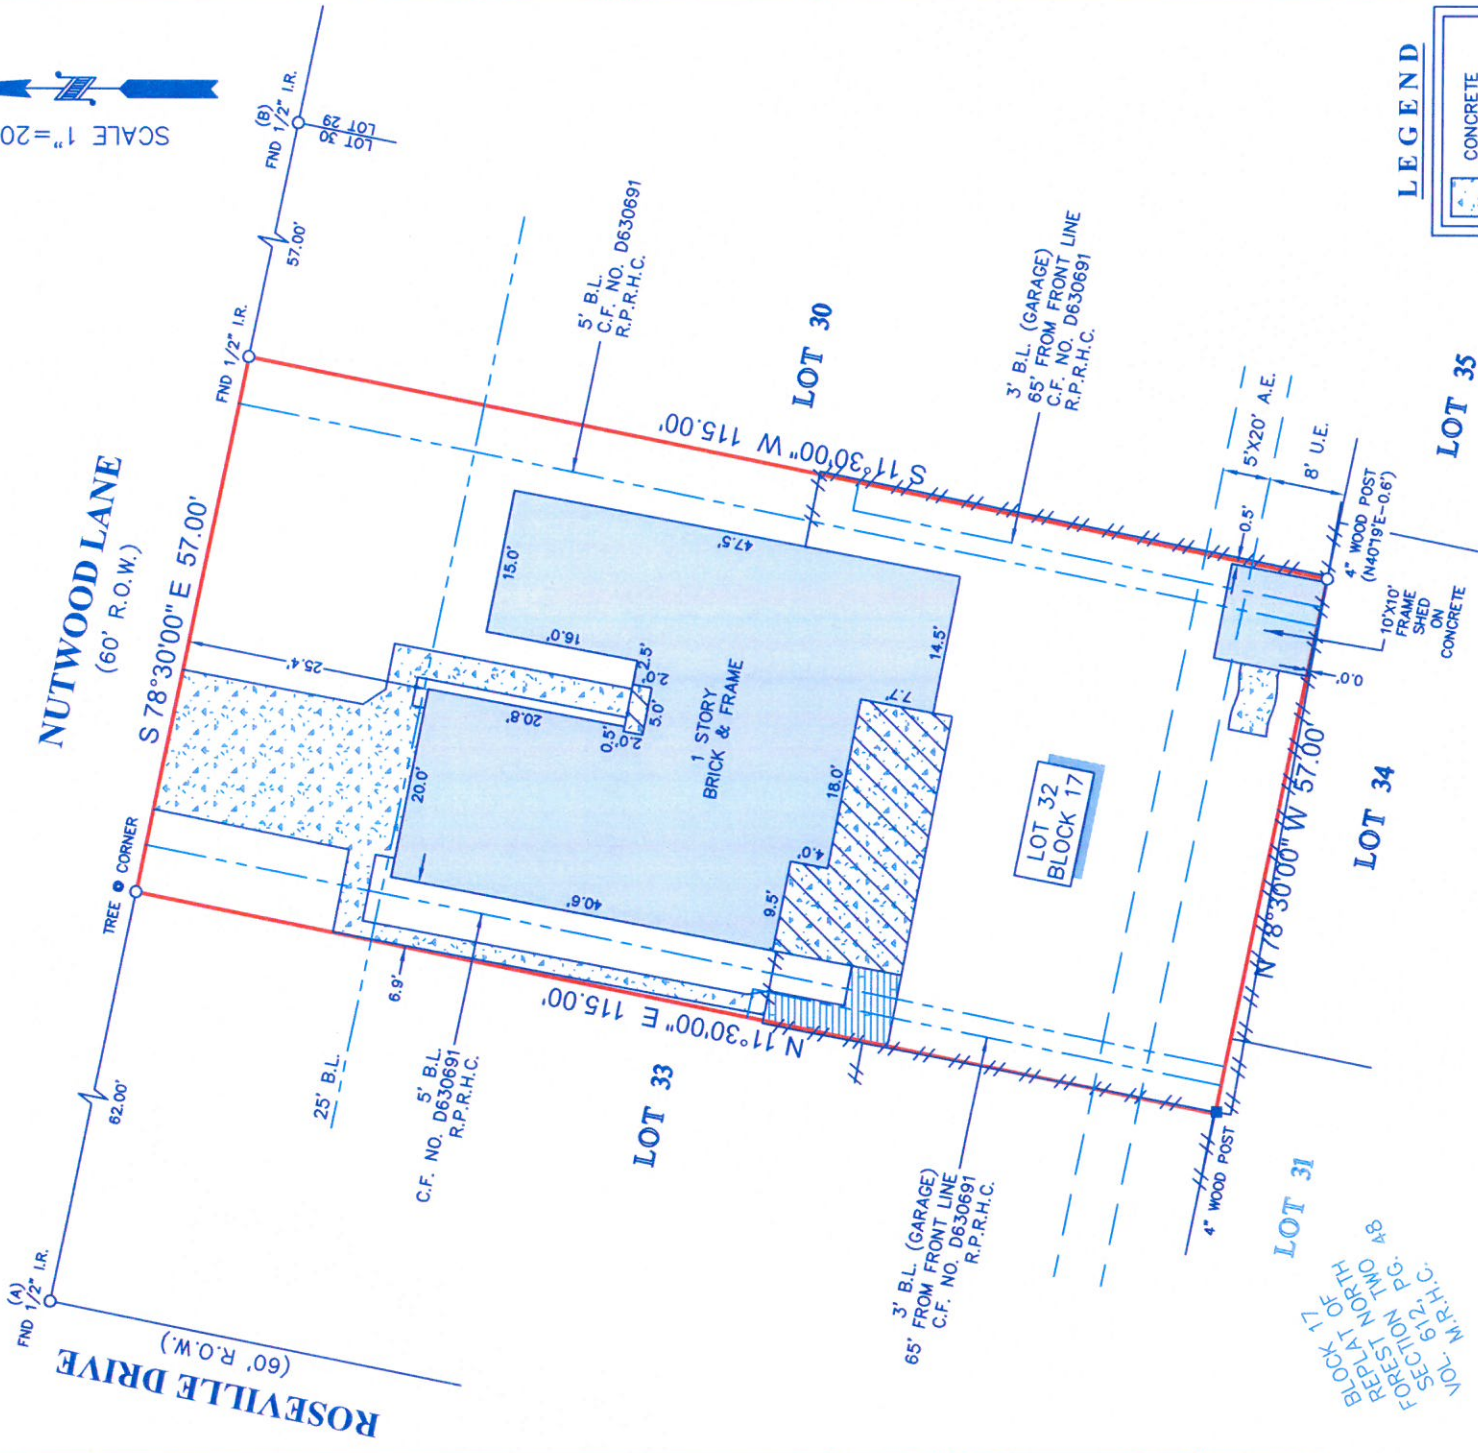 SCALE 1"=20
(B)
FND 1/2" I.R.
LOT 30
LOT 29
57.00'
FND 1/2" I.R.
NUTWOOD LANE
(60' R.O.W.)
S 78°30'00" E 57.00'
TREE @ CORNER
62.00'
(A)
FND 1/2" I.R.
ROSEVILLE DRIVE
(60' R.O.W.)
25' B.L.
5' B.L.
C.F. NO. D630691
R.P.R.H.C.
5' B.L.
C.F. NO. D630691
R.P.R.H.C.
LOT 30
S 11°30'00" W 115.00'
3' B.L. (GARAGE)
65' FROM FRONT LINE
C.F. NO. D630691
R.P.R.H.C.
25.4'
15.0'
47.5'
16.0'
2.5'
2.0'
5.0'
2.0'
0.5'
20.8'
20.0'
40.6'
6.9'
1 STORY
BRICK & FRAME
14.5'
7.7'
18.0'
4.0'
9.5'
N 11°30'00" E 115.00'
LOT 33
LOT 32
BLOCK 17
5'X20' A.E.
8' U.E.
0.5'
0.0'
4" WOOD POST
(N40°19'E-0.6')
10'X10'
FRAME
SHED
ON
CONCRETE
N 78°30'00" W 57.00'
LOT 35
LOT 34
3' B.L. (GARAGE)
65' FROM FRONT LINE
C.F. NO. D630691
R.P.R.H.C.
4" WOOD POST
LOT 31
BLOCK 17
REPLAT OF
FOREST NORTH
SECTION TWO
VOL. 612, PG. 48
M.R.H.C.
LEGEND
CONCRETE